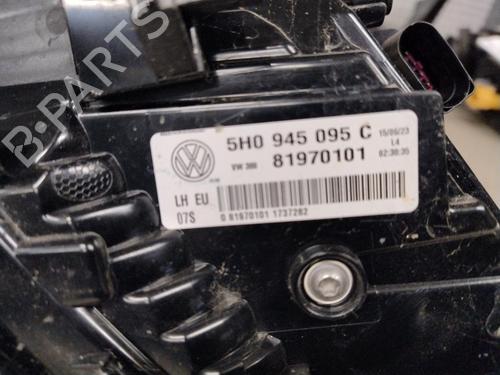 B-PARTS
5H0 945 095 C
15/05/23
L4
02:30:35
VW 380
81970101
LH EU
07S
0 81970101 1737282